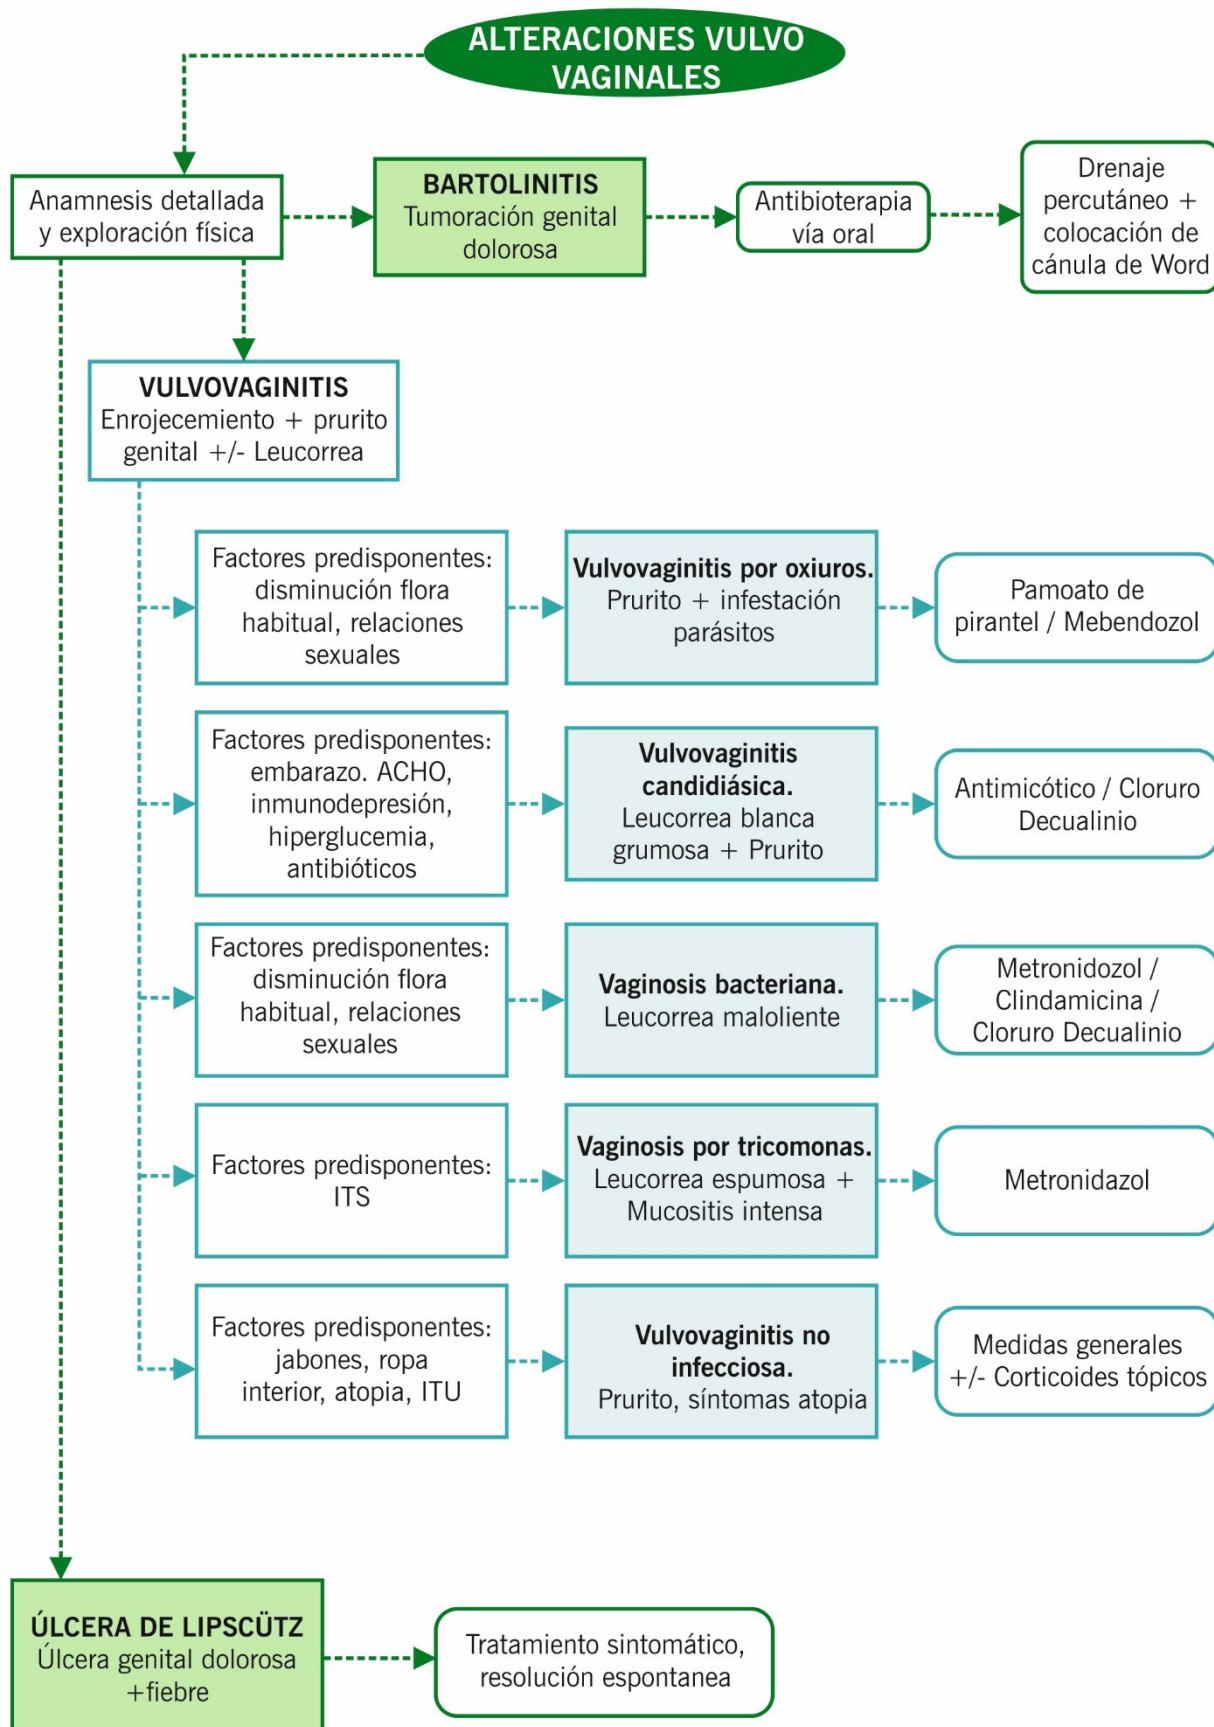 ALTERACIONES VULVO
VAGINALES
Anamnesis detallada
y exploración física
BARTOLINITIS
Tumoración genital
dolorosa
Antibioterapia
vía oral
Drenaje
percutáneo +
colocación de
cánula de Word
VULVOVAGINITIS
Enrojecemiento + prurito
genital +/- Leucorrea
Factores predisponentes:
disminución flora
habitual, relaciones
sexuales
Vulvovaginitis por oxiuros.
Prurito + infestación
parásitos
Pamoato de
pirantel / Mebendozol
Factores predisponentes:
embarazo. ACHO,
inmunodepresión,
hiperglucemia,
antibióticos
Vulvovaginitis
candidiásica.
Leucorrea blanca
grumosa + Prurito
Antimicótico / Cloruro
Decualinio
Factores predisponentes:
disminución flora
habitual, relaciones
sexuales
Vaginosis bacteriana.
Leucorrea maloliente
Metronidozol /
Clindamicina /
Cloruro Decualinio
Factores predisponentes:
ITS
Vaginosis por tricomonas.
Leucorrea espumosa +
Mucositis intensa
Metronidazol
Factores predisponentes:
jabones, ropa
interior, atopia, ITU
Vulvovaginitis no
infecciosa.
Prurito, síntomas atopia
Medidas generales
+/- Corticoides tópicos
ÚLCERA DE LIPSCÜTZ
Úlcera genital dolorosa
+fiebre
Tratamiento sintomático,
resolución espontanea